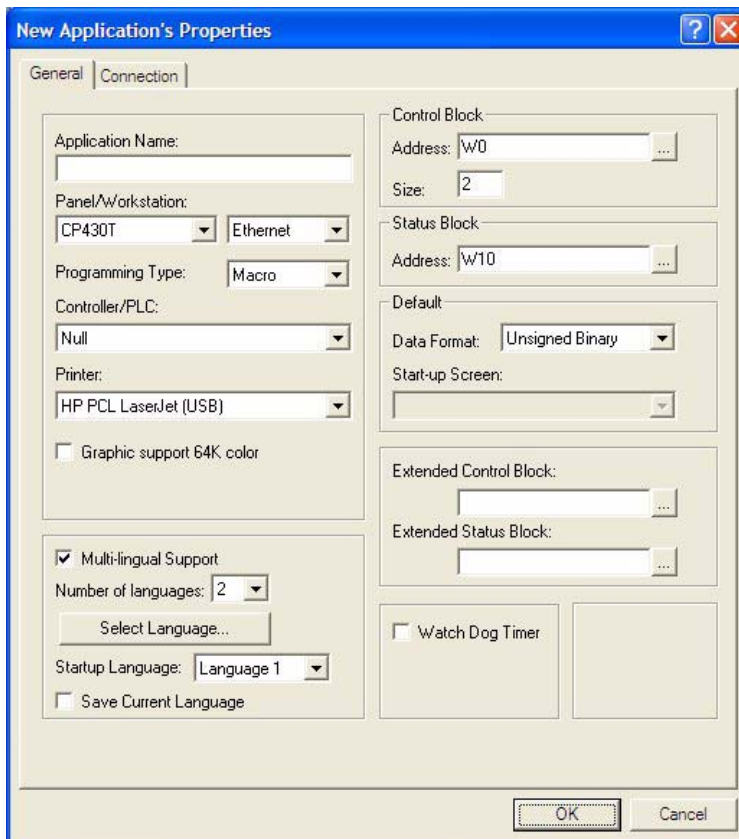 New Application's Properties
General
Connection
Application Name:
Panel/Workstation:
CP430T
Ethernet
Programming Type:
Macro
Controller/PLC:
Null
Printer:
HP PCL LaserJet (USB)
Graphic support 64K color
Multi-lingual Support
Number of languages:
2
Select Language...
Startup Language:
Language 1
Save Current Language
Control Block
Address:
W0
...
Size:
2
Status Block
Address:
W10
...
Default
Data Format:
Unsigned Binary
Start-up Screen:
Extended Control Block:
...
Extended Status Block:
...
Watch Dog Timer
OK
Cancel